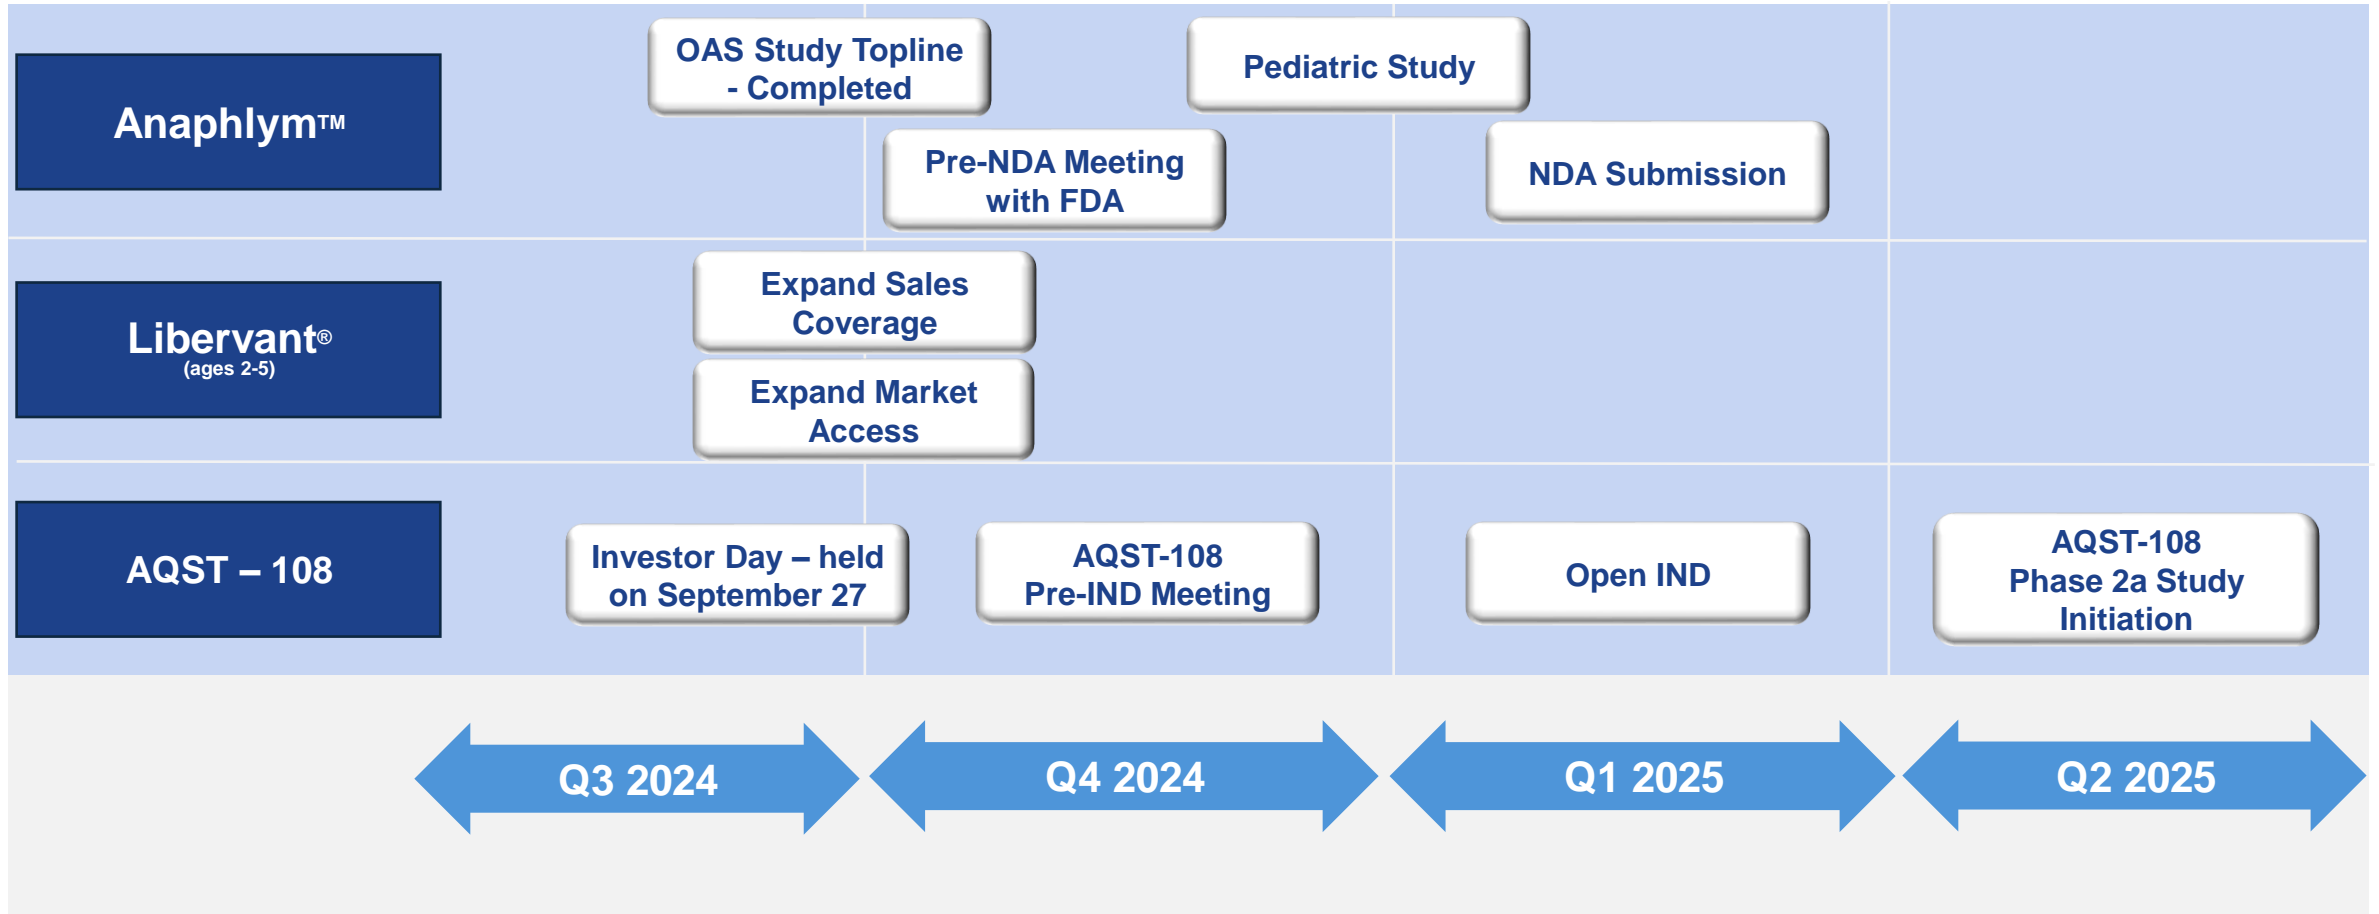 Anaphlym™
OAS Study Topline
- Completed
Pediatric Study
Pre-NDA Meeting
with FDA
NDA Submission
Libervant®
(ages 2-5)
Expand Sales
Coverage
Expand Market
Access
AQST – 108
Investor Day – held
on September 27
AQST-108
Pre-IND Meeting
Open IND
AQST-108
Phase 2a Study
Initiation
Q3 2024
Q4 2024
Q1 2025
Q2 2025